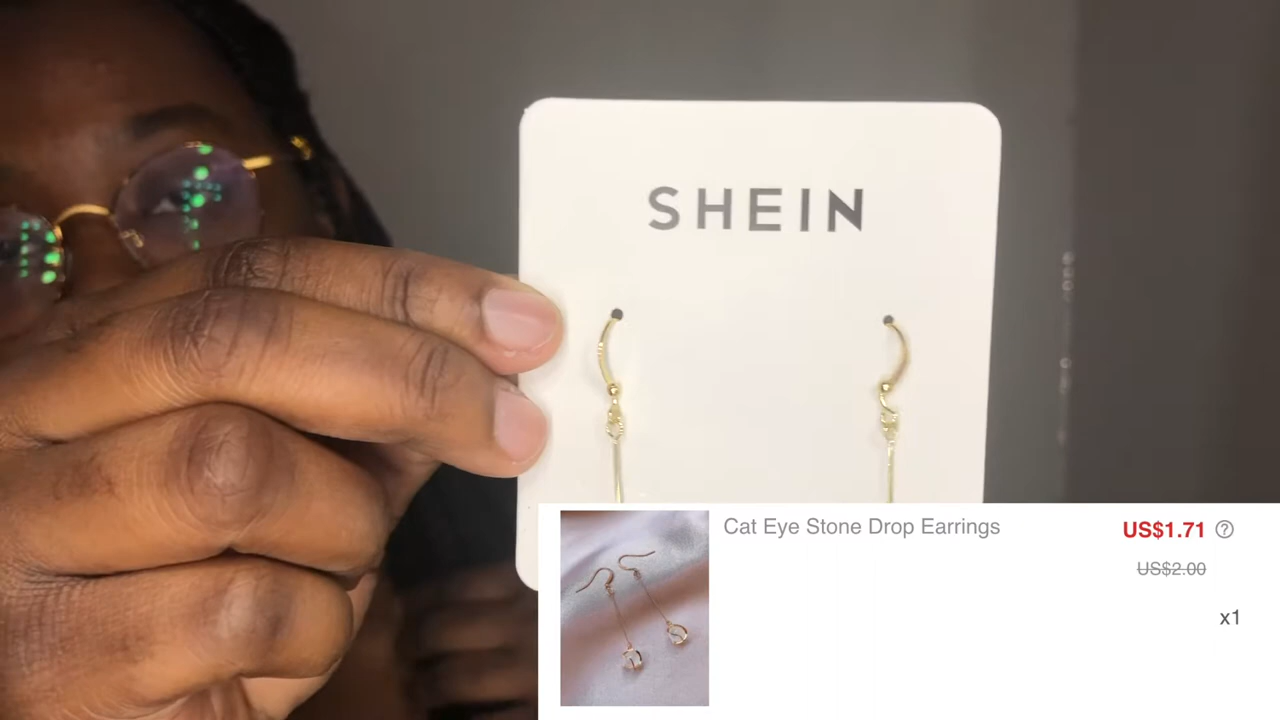 SHEIN
Cat Eye Stone Drop Earrings
US$1.71 ?
US$2.00
x1